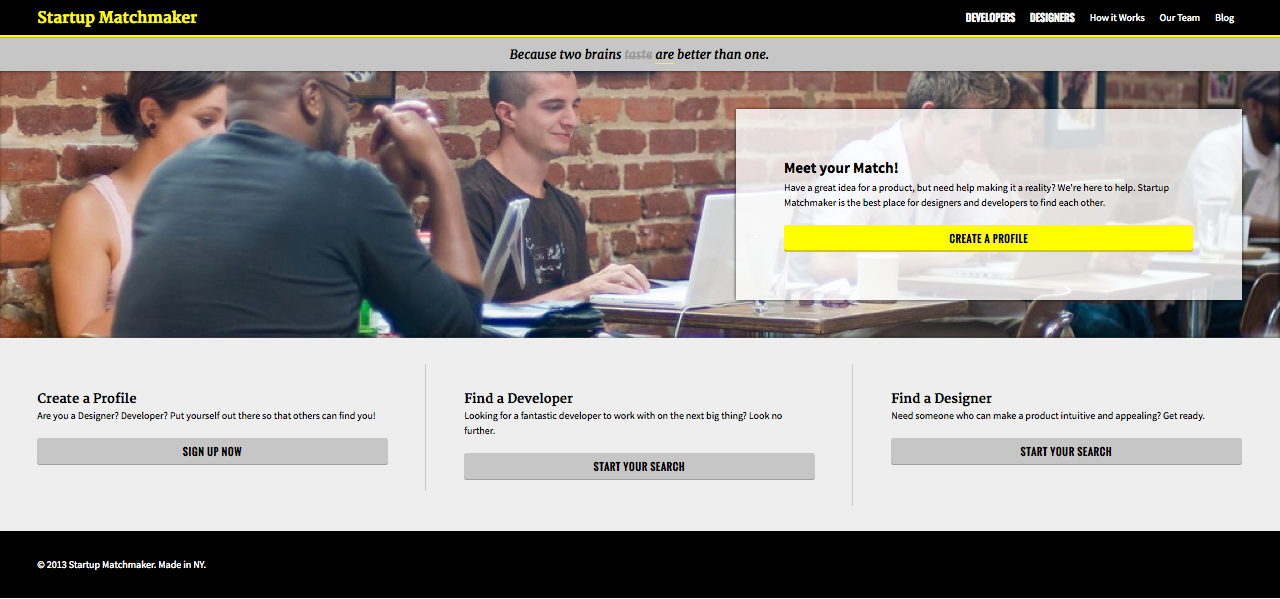 Startup Matchmaker
DEVELOPERS DESIGNERS How it Works Our Team Blog
Because two brains taste are better than one.
Meet your Match!
Have a great idea for a product, but need help making it a reality? We're here to help. Startup
Matchmaker is the best place for designers and developers to find each other.
CREATE A PROFILE
Create a Profile
Are you a Designer? Developer? Put yourself out there so that others can find you!
SIGN UP NOW
Find a Developer
Looking for a fantastic developer to work with on the next big thing? Look no
further.
START YOUR SEARCH
Find a Designer
Need someone who can make a product intuitive and appealing? Get ready.
START YOUR SEARCH
© 2013 Startup Matchmaker. Made in NY.